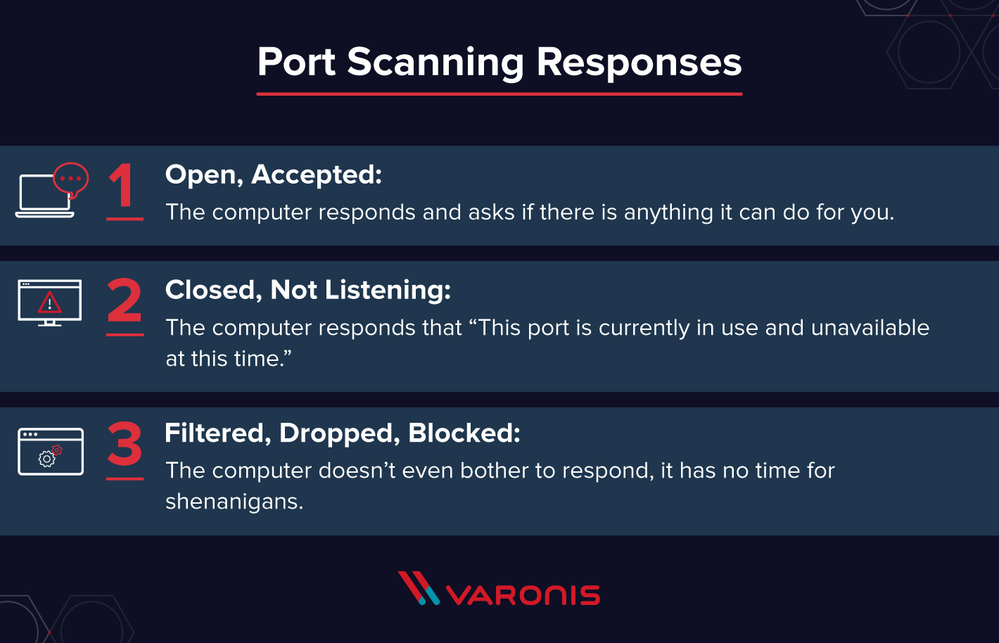 Port Scanning Responses
1
Open, Accepted:
The computer responds and asks if there is anything it can do for you.
2
Closed, Not Listening:
The computer responds that “This port is currently in use and unavailable
at this time.”
3
Filtered, Dropped, Blocked:
The computer doesn’t even bother to respond, it has no time for
shenanigans.
VARONIS